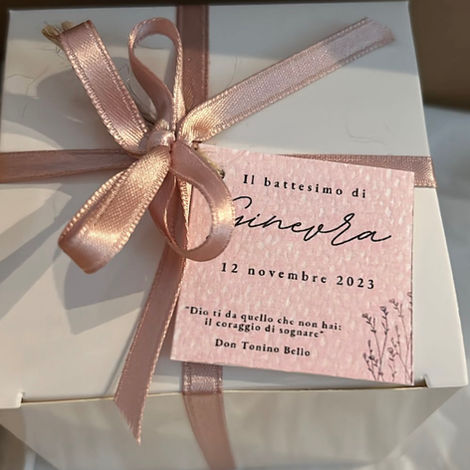 Il battesimo di
Ginevra
12 novembre 2023
"Dio ti da quello che non hai:
il coraggio di sognare"
Don Tonino Bello